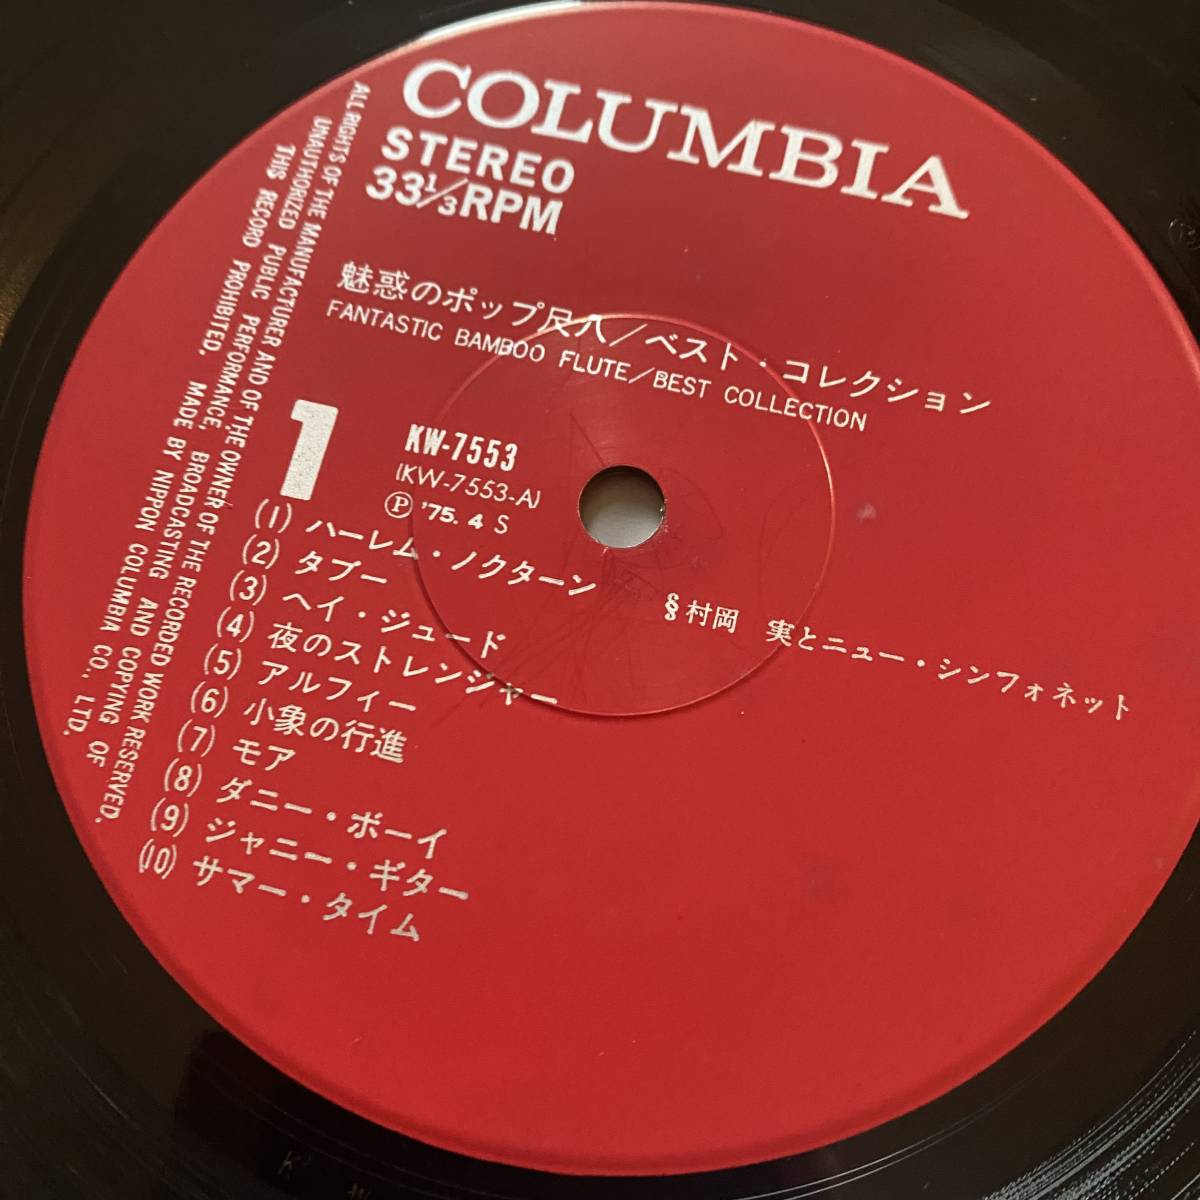 COLUMBIA
STEREO
33 1/3 RPM
魅惑のポップ尺八／ベスト・コレクション
FANTASTIC BAMBOO FLUTE/BEST COLLECTION
1
KW-7553
(KW-7553-A)
Ⓟ '75. 4 S
(1) ハーレム・ノクターン
(2) タブー
(3) ヘイ・ジュード
(4) 夜のストレンジャー
(5) アルフィー
(6) 小象の行進
(7) モア
(8) ダニー・ボーイ
(9) ジャニー・ギター
(10) サマー・タイム
§村岡 実とニュー・シンフォネット
ALL RIGHTS OF THE MANUFACTURER AND OF THE OWNER OF THE RECORDED WORK RESERVED.
UNAUTHORIZED PUBLIC PERFORMANCE, BROADCASTING AND COPYING OF
THIS RECORD PROHIBITED. MADE BY NIPPON COLUMBIA CO., LTD.